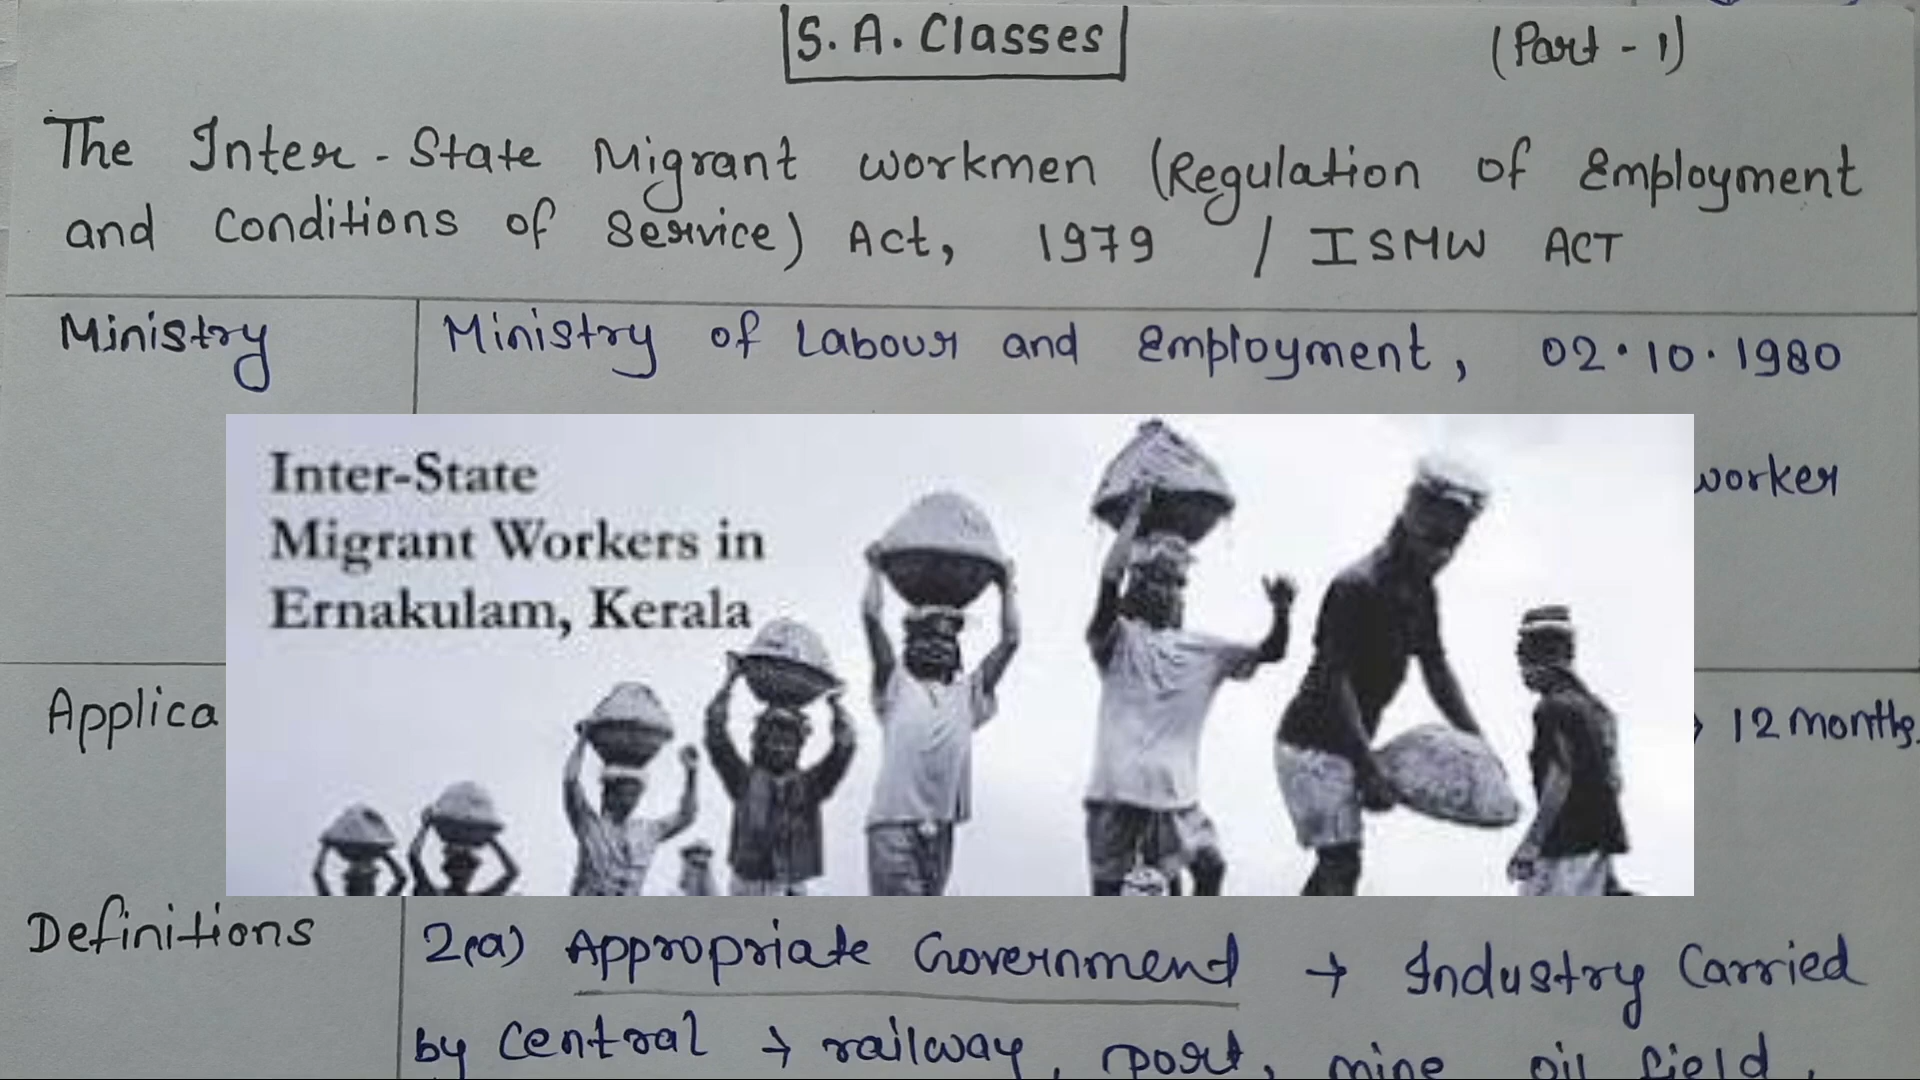 S. A. Classes
(Part - 1)
The Inter-State Migrant workmen (Regulation of Employment
and conditions of Service) Act, 1979 / ISMW ACT
Ministry
Ministry of Labour and Employment, 02.10.1980
worker
Inter-State
Migrant Workers in
Ernakulam, Kerala
Applica
12 months.
Definitions
2(a) Appropriate Government → Industry Carried
by Central → railway, port, mine oil field,